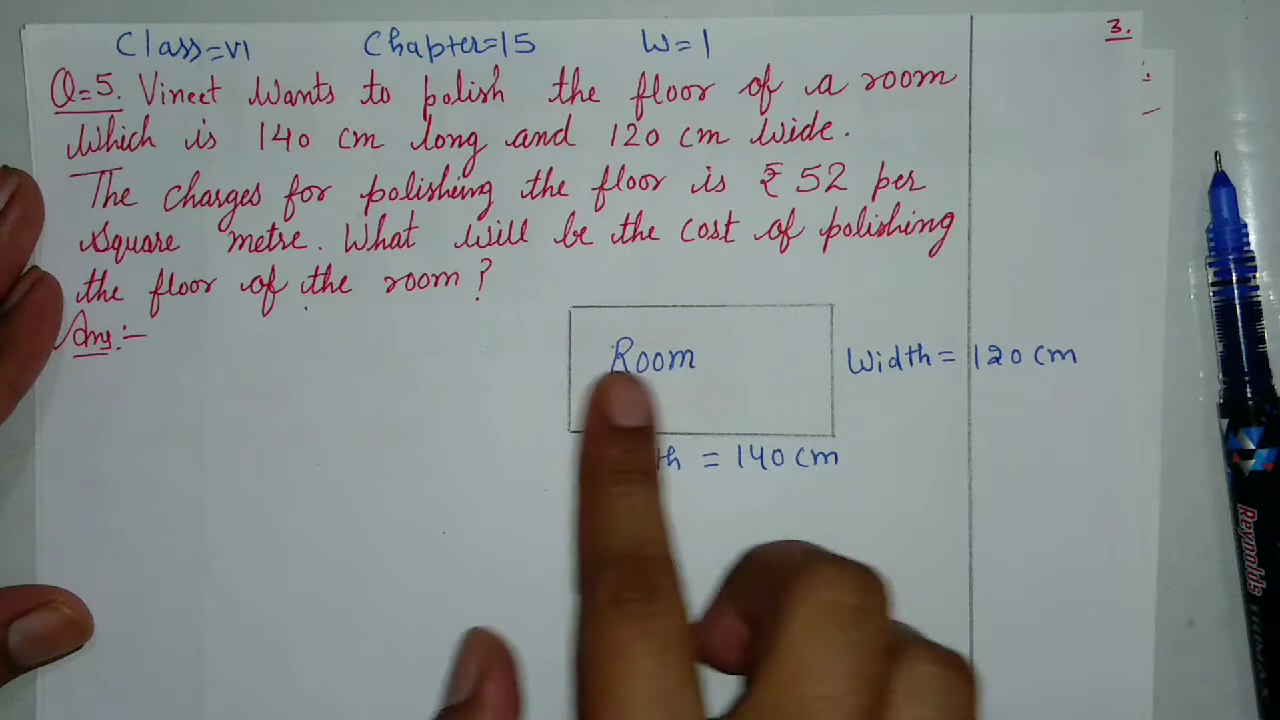 Class=VI Chapter=15 W=1
3.
Q=5. Vineet wants to polish the floor of a room
which is 140 cm long and 120 cm wide.
The charges for polishing the floor is ₹52 per
square metre. What will be the cost of polishing
the floor of the room?
Ans:-
Room
Width = 120 cm
th = 140 cm
Reynolds
TRIMAX